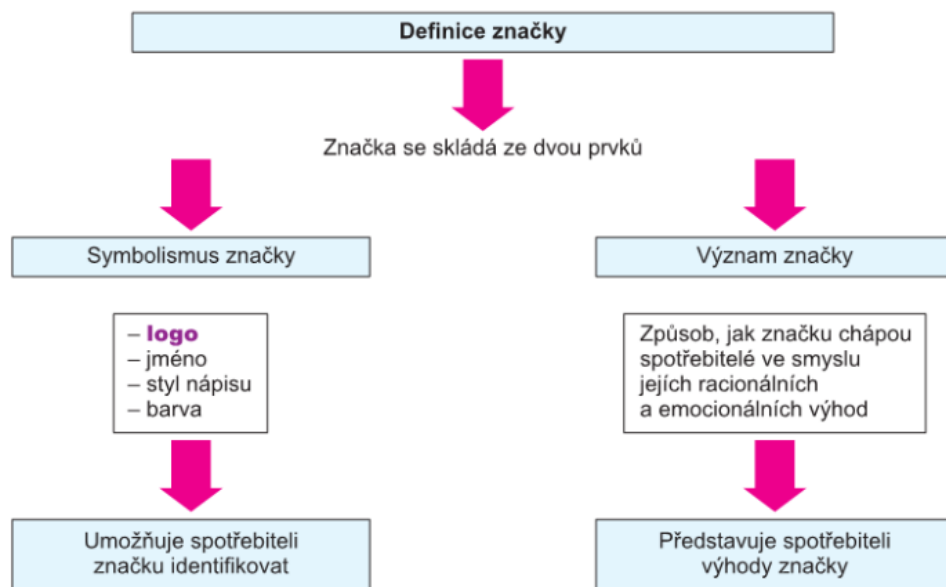 Definice značky
Značka se skládá ze dvou prvků
Symbolismus značky
– logo
– jméno
– styl nápisu
– barva
Umožňuje spotřebiteli
značku identifikovat
Význam značky
Způsob, jak značku chápou
spotřebitelé ve smyslu
jejích racionálních
a emocionálních výhod
Představuje spotřebiteli
výhody značky